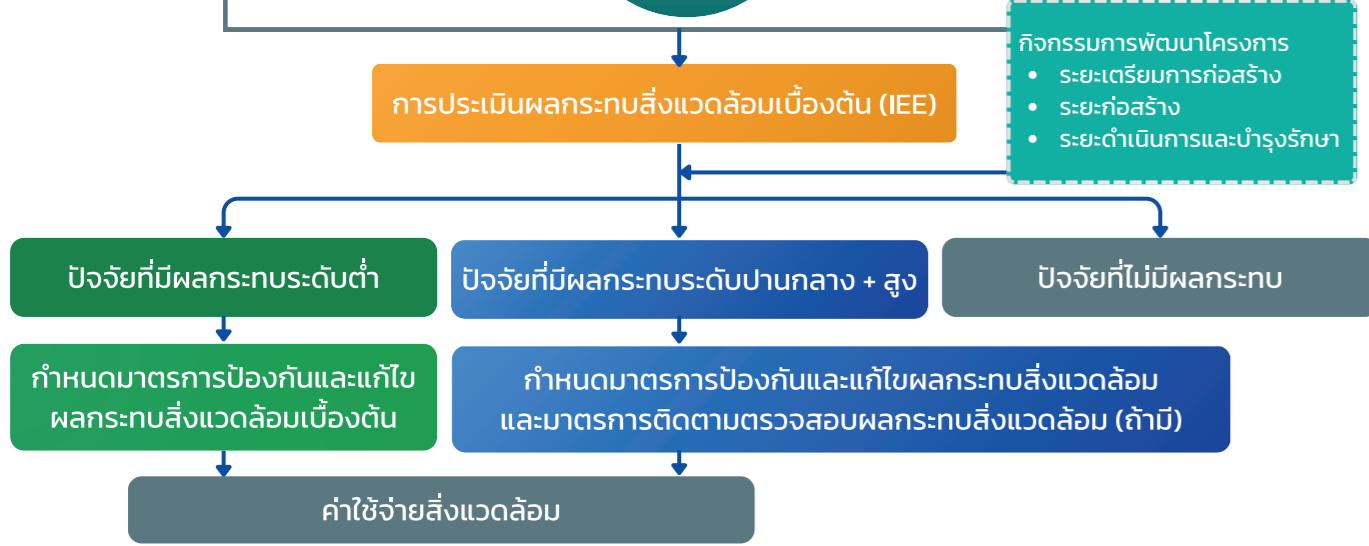 กิจกรรมการพัฒนาโครงการ
• ระยะเตรียมการก่อสร้าง
• ระยะก่อสร้าง
• ระยะดำเนินการและบำรุงรักษา
การประเมินผลกระทบสิ่งแวดล้อมเบื้องต้น (IEE)
ปัจจัยที่มีผลกระทบระดับต่ำ
ปัจจัยที่มีผลกระทบระดับปานกลาง + สูง
ปัจจัยที่ไม่มีผลกระทบ
กำหนดมาตรการป้องกันและแก้ไข
ผลกระทบสิ่งแวดล้อมเบื้องต้น
กำหนดมาตรการป้องกันและแก้ไขผลกระทบสิ่งแวดล้อม
และมาตรการติดตามตรวจสอบผลกระทบสิ่งแวดล้อม (ถ้ามี)
ค่าใช้จ่ายสิ่งแวดล้อม